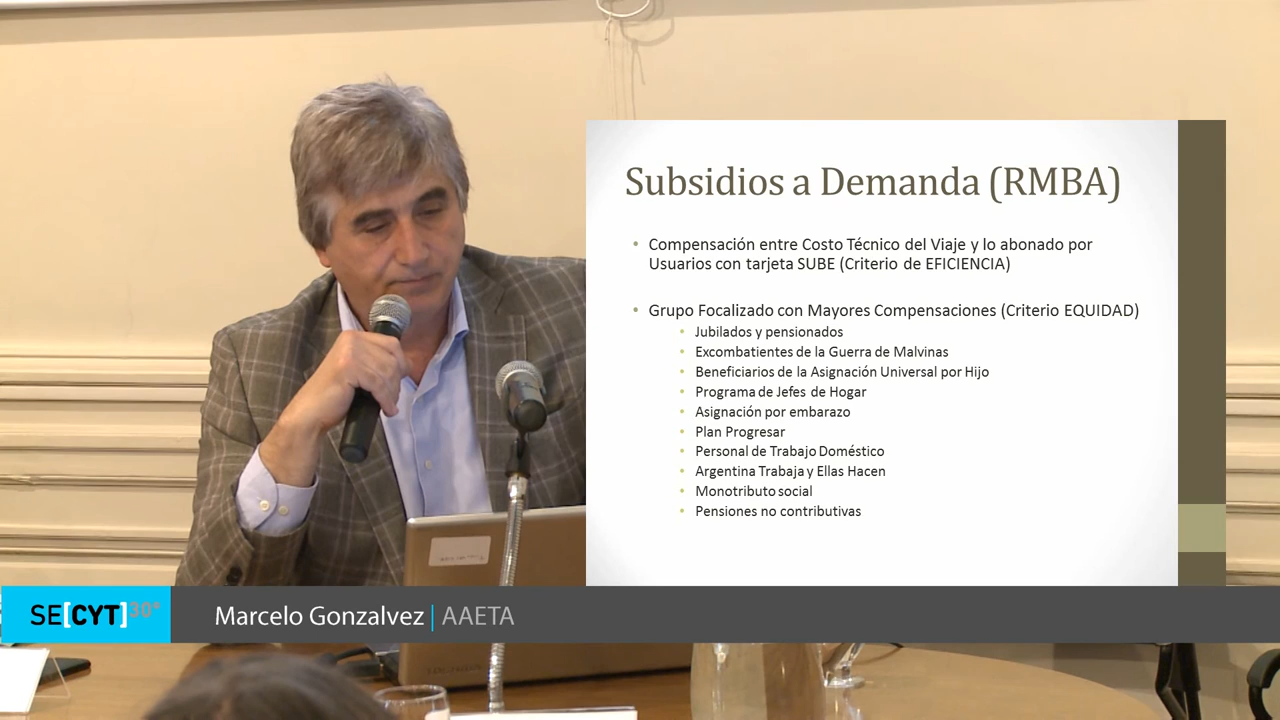 Subsidios a Demanda (RMBA)
• Compensación entre Costo Técnico del Viaje y lo abonado por
Usuarios con tarjeta SUBE (Criterio de EFICIENCIA)
• Grupo Focalizado con Mayores Compensaciones (Criterio EQUIDAD)
• Jubilados y pensionados
• Excombatientes de la Guerra de Malvinas
• Beneficiarios de la Asignación Universal por Hijo
• Programa de Jefes de Hogar
• Asignación por embarazo
• Plan Progresar
• Personal de Trabajo Doméstico
• Argentina Trabaja y Ellas Hacen
• Monotributo social
• Pensiones no contributivas
SE[CYT]30°
Marcelo Gonzalvez | AAETA